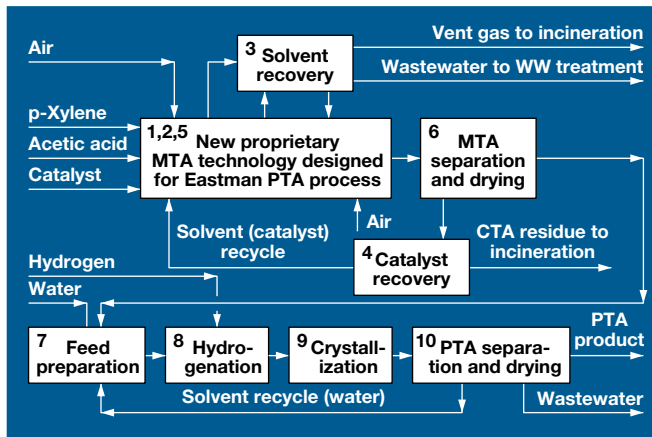 Air
3 Solvent
recovery
Vent gas to incineration
Wastewater to WW treatment
p-Xylene
Acetic acid
Catalyst
1,2,5 New proprietary
MTA technology designed
for Eastman PTA process
6 MTA
separation
and drying
Air
Solvent (catalyst)
recycle
4 Catalyst
recovery
CTA residue to
incineration
Hydrogen
Water
7 Feed
preparation
8 Hydro-
genation
9 Crystall-
ization
10 PTA separa-
tion and drying
PTA
product
Solvent recycle (water)
Wastewater